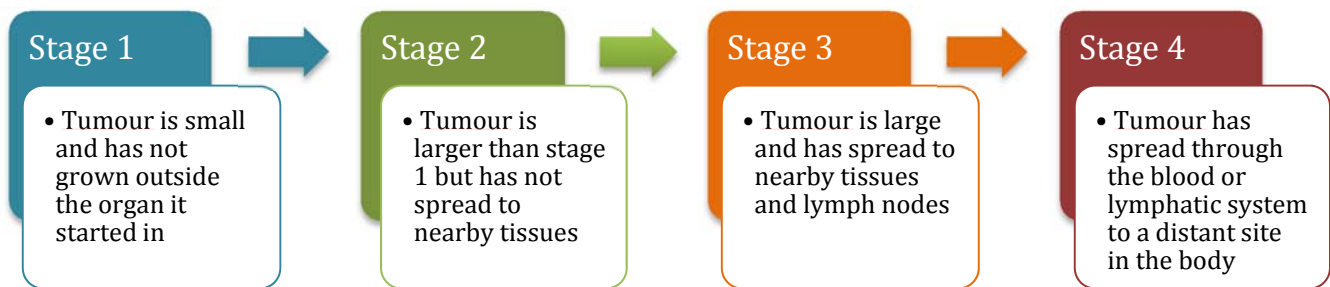 Stage 1
• Tumour is small
and has not
grown outside
the organ it
started in
Stage 2
• Tumour is
larger than stage
1 but has not
spread to
nearby tissues
Stage 3
• Tumour is large
and has spread to
nearby tissues
and lymph nodes
Stage 4
• Tumour has
spread through
the blood or
lymphatic system
to a distant site
in the body